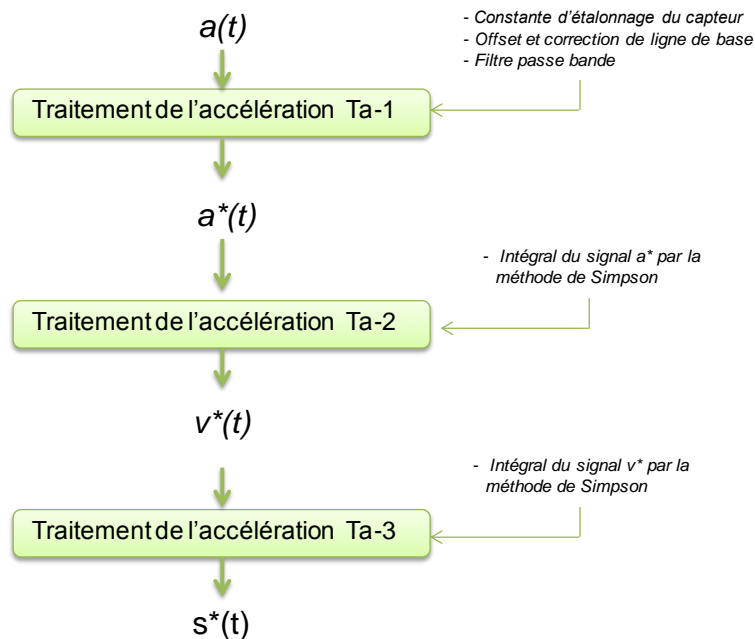 a(t)
- Constante d'étalonnage du capteur
- Offset et correction de ligne de base
- Filtre passe bande
Traitement de l'accélération Ta-1
a*(t)
- Intégral du signal a* par la
méthode de Simpson
Traitement de l'accélération Ta-2
v*(t)
- Intégral du signal v* par la
méthode de Simpson
Traitement de l'accélération Ta-3
s*(t)